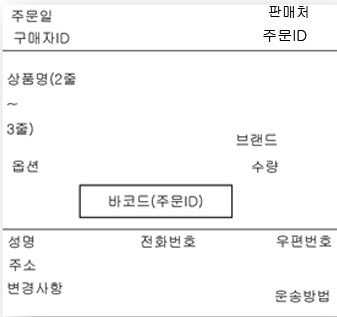 주문일 판매처
구매자ID 주문ID
상품명(2줄
~
3줄)
브랜드
옵션 수량
바코드(주문ID)
성명 전화번호 우편번호
주소
변경사항
운송방법